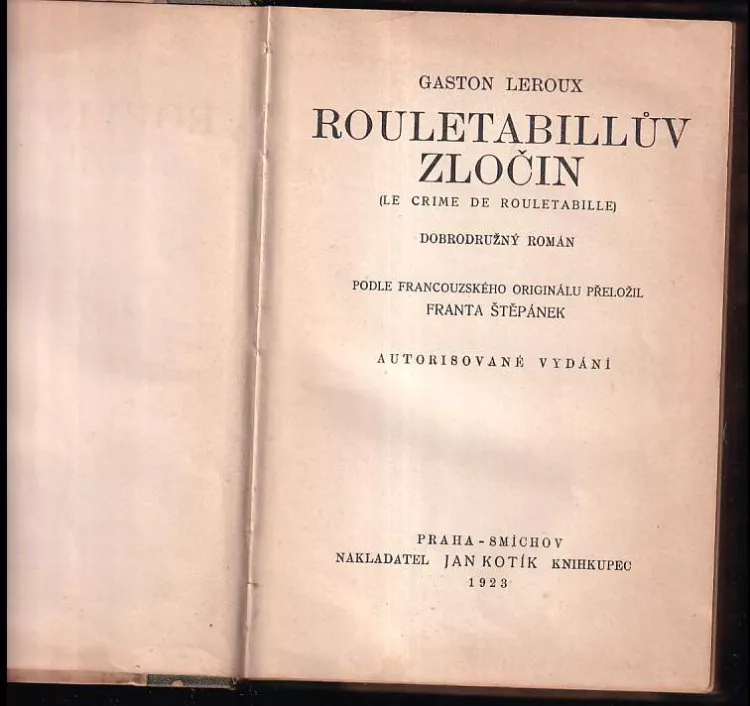 GASTON LEROUX
ROULETABILLŮV
ZLOČIN
(LE CRIME DE ROULETABILLE)
DOBRODRUŽNÝ ROMÁN
PODLE FRANCOUZSKÉHO ORIGINÁLU PŘELOŽIL
FRANTA ŠTĚPÁNEK
AUTORISOVANÉ VYDÁNÍ
PRAHA - SMÍCHOV
NAKLADATEL JAN KOTÍK KNIHKUPEC
1923